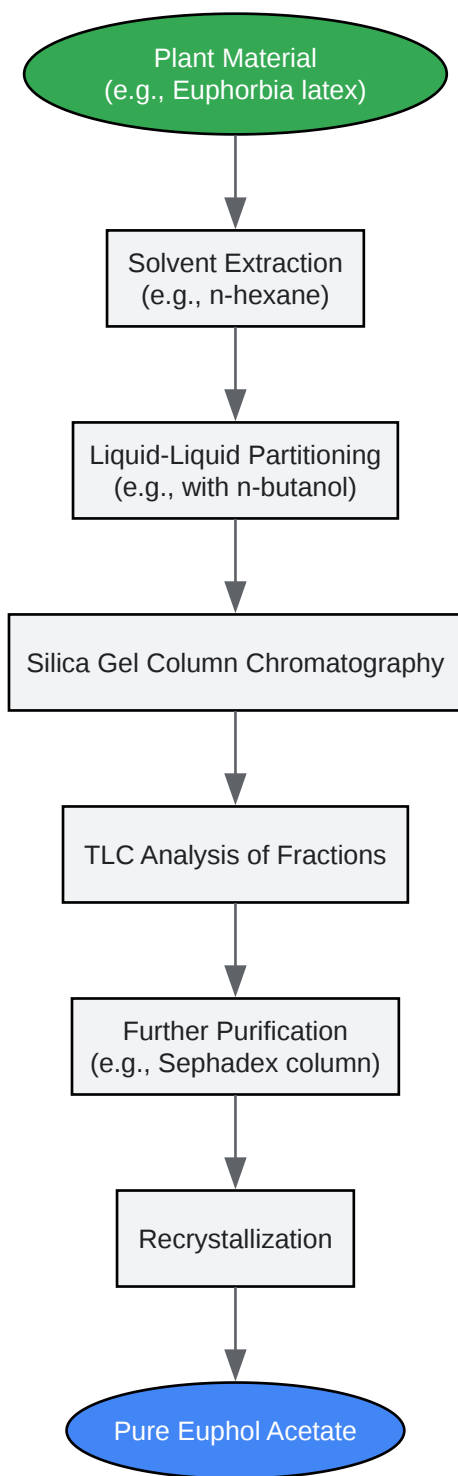 Plant Material
(e.g., Euphorbia latex)
Solvent Extraction
(e.g., n-hexane)
Liquid-Liquid Partitioning
(e.g., with n-butanol)
Silica Gel Column Chromatography
TLC Analysis of Fractions
Further Purification
(e.g., Sephadex column)
Recrystallization
Pure Euphol Acetate